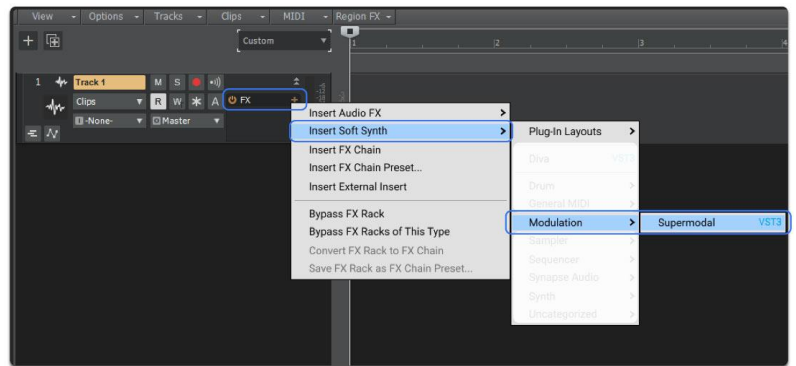 View Options Tracks Clips MIDI Region FX
Custom
1 2 3 4
1 Track 1 M S
Clips R W A FX
-None- Master
Insert Audio FX
Insert Soft Synth
Insert FX Chain
Insert FX Chain Preset...
Insert External Insert
Bypass FX Rack
Bypass FX Racks of This Type
Convert FX Rack to FX Chain
Save FX Rack as FX Chain Preset...
Plug-In Layouts
Diva VST3
Drum
General MIDI
Modulation
Sampler
Sequencer
Synapse Audio
Synth
Uncategorized
Supermodal VST3